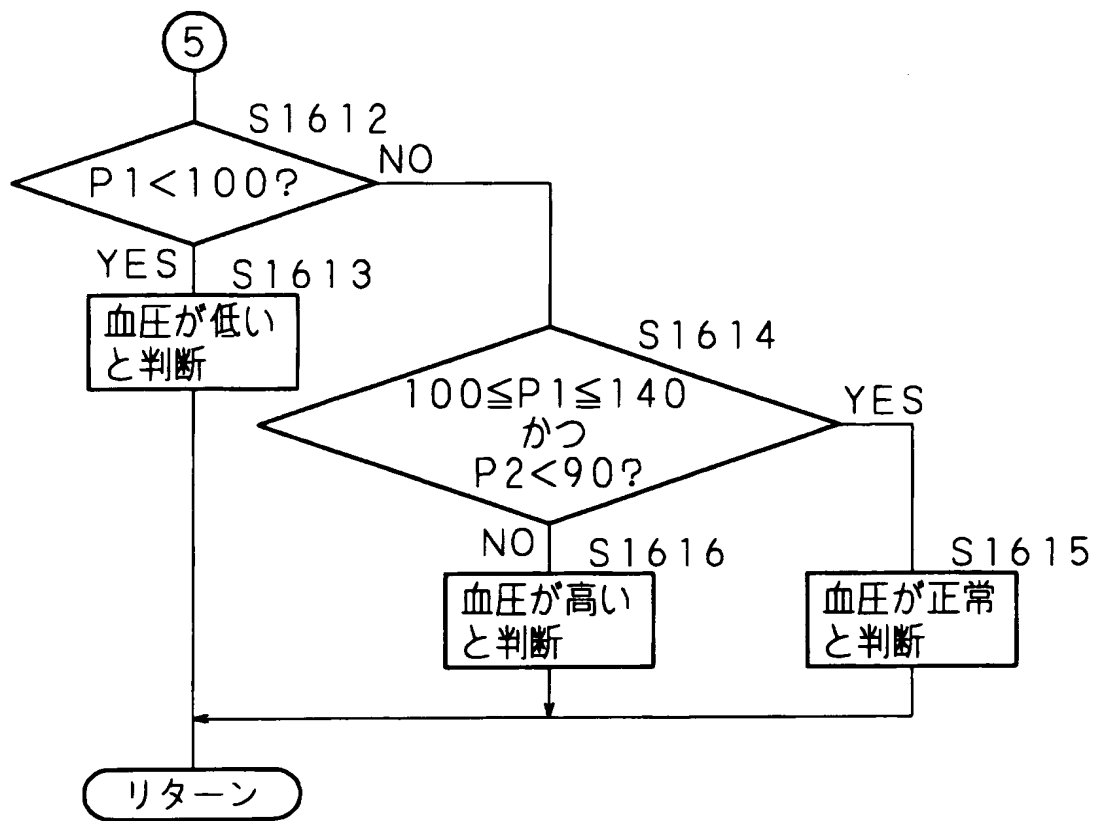 5
S1612
P1<100?
NO
YES
S1613
血圧が低い
と判断
S1614
100≦P1≦140
かつ
P2<90?
YES
NO
S1616
血圧が高い
と判断
S1615
血圧が正常
と判断
リターン